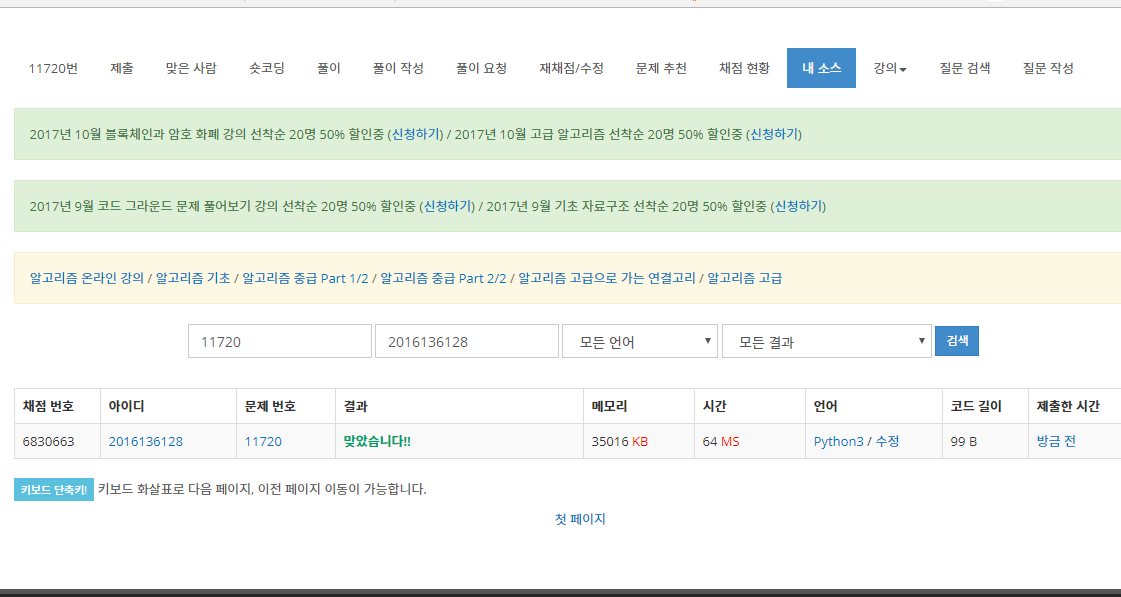 11720번 제출 맞은 사람 숏코딩 풀이 풀이 작성 풀이 요청 재채점/수정 문제 추천 채점 현황 내 소스 강의 질문 검색 질문 작성
2017년 10월 블록체인과 암호 화폐 강의 선착순 20명 50% 할인중 (신청하기) / 2017년 10월 고급 알고리즘 선착순 20명 50% 할인중 (신청하기)
2017년 9월 코드 그라운드 문제 풀어보기 강의 선착순 20명 50% 할인중 (신청하기) / 2017년 9월 기초 자료구조 선착순 20명 50% 할인중 (신청하기)
알고리즘 온라인 강의 / 알고리즘 기초 / 알고리즘 중급 Part 1/2 / 알고리즘 중급 Part 2/2 / 알고리즘 고급으로 가는 연결고리 / 알고리즘 고급
11720 2016136128 모든 언어 모든 결과 검색
채점 번호 아이디 문제 번호 결과 메모리 시간 언어 코드 길이 제출한 시간
6830663 2016136128 11720 맞았습니다!! 35016 KB 64 MS Python3 / 수정 99 B 방금 전
키보드 단축키! 키보드 화살표로 다음 페이지, 이전 페이지 이동이 가능합니다.
첫 페이지